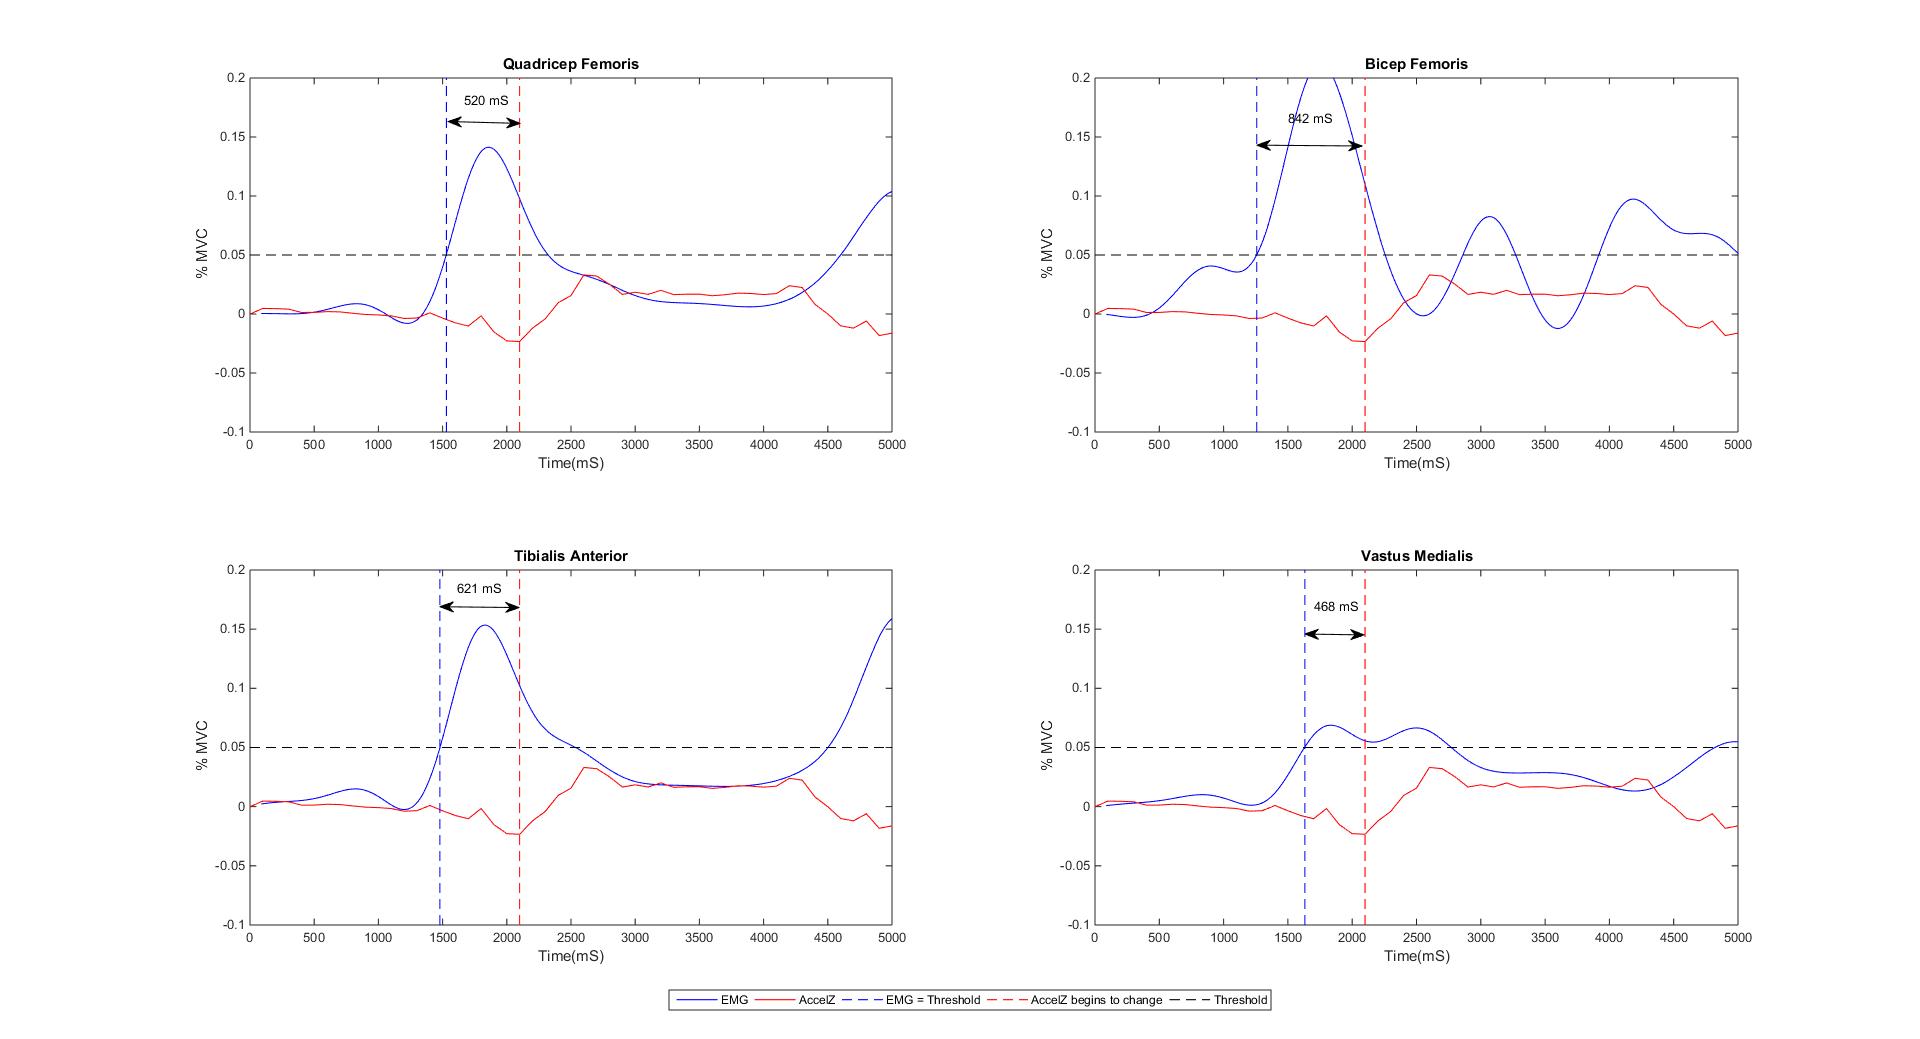 Quadricep Femoris
0.2
0.15
0.1
0.05
0
-0.05
-0.1
% MVC
520 mS
0 500 1000 1500 2000 2500 3000 3500 4000 4500 5000
Time(mS)
Bicep Femoris
0.2
0.15
0.1
0.05
0
-0.05
-0.1
% MVC
842 mS
0 500 1000 1500 2000 2500 3000 3500 4000 4500 5000
Time(mS)
Tibialis Anterior
0.2
0.15
0.1
0.05
0
-0.05
-0.1
% MVC
621 mS
0 500 1000 1500 2000 2500 3000 3500 4000 4500 5000
Time(mS)
Vastus Medialis
0.2
0.15
0.1
0.05
0
-0.05
-0.1
% MVC
468 mS
0 500 1000 1500 2000 2500 3000 3500 4000 4500 5000
Time(mS)
EMG AccelZ EMG = Threshold AccelZ begins to change Threshold